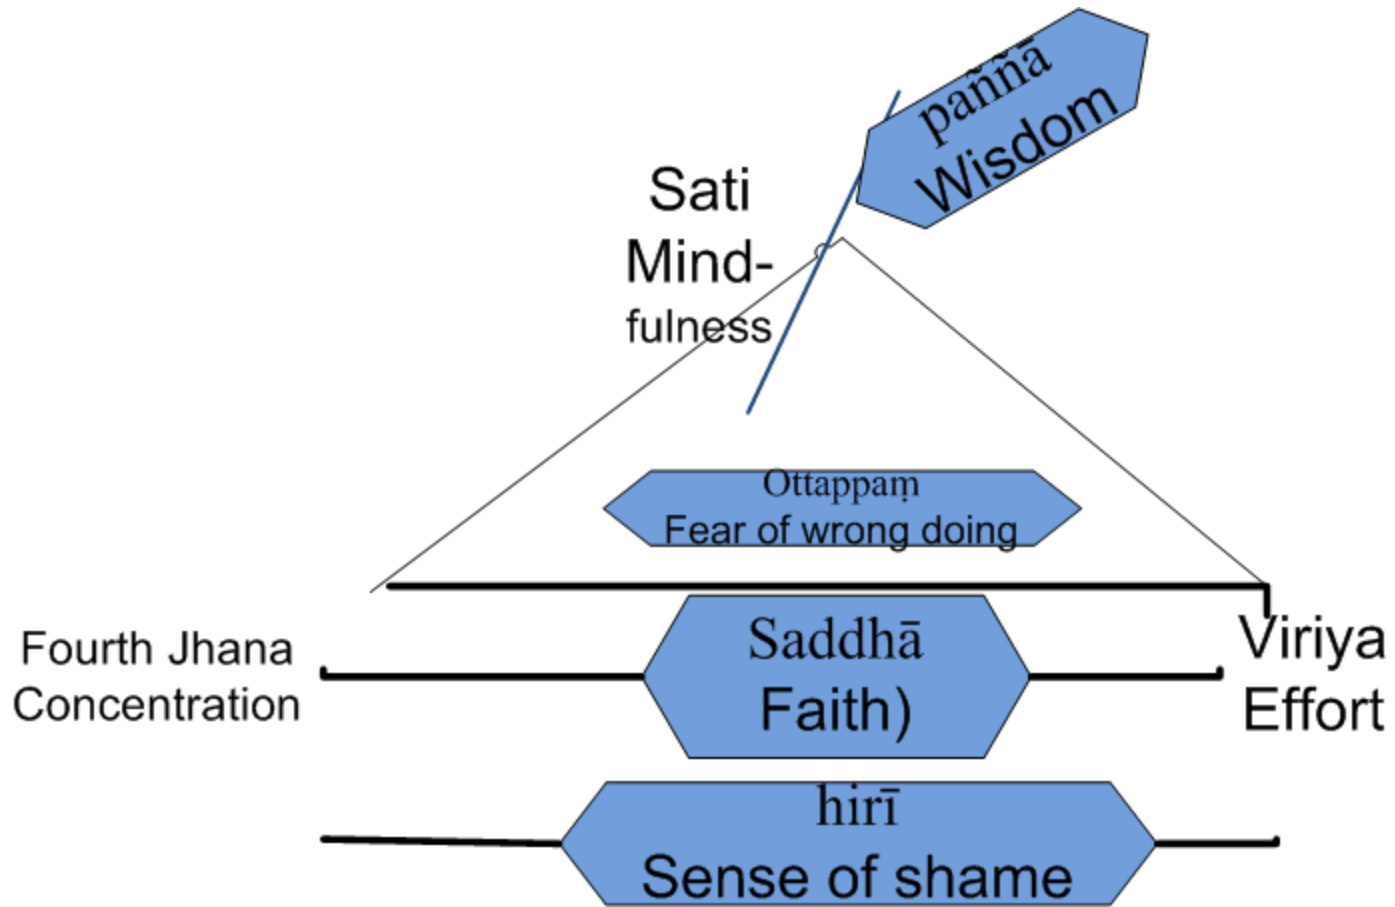 paññā
Wisdom
Sati
Mind-
fulness
Ottappaṃ
Fear of wrong doing
Fourth Jhana
Concentration
Saddhā
Faith)
Viriya
Effort
hirī
Sense of shame